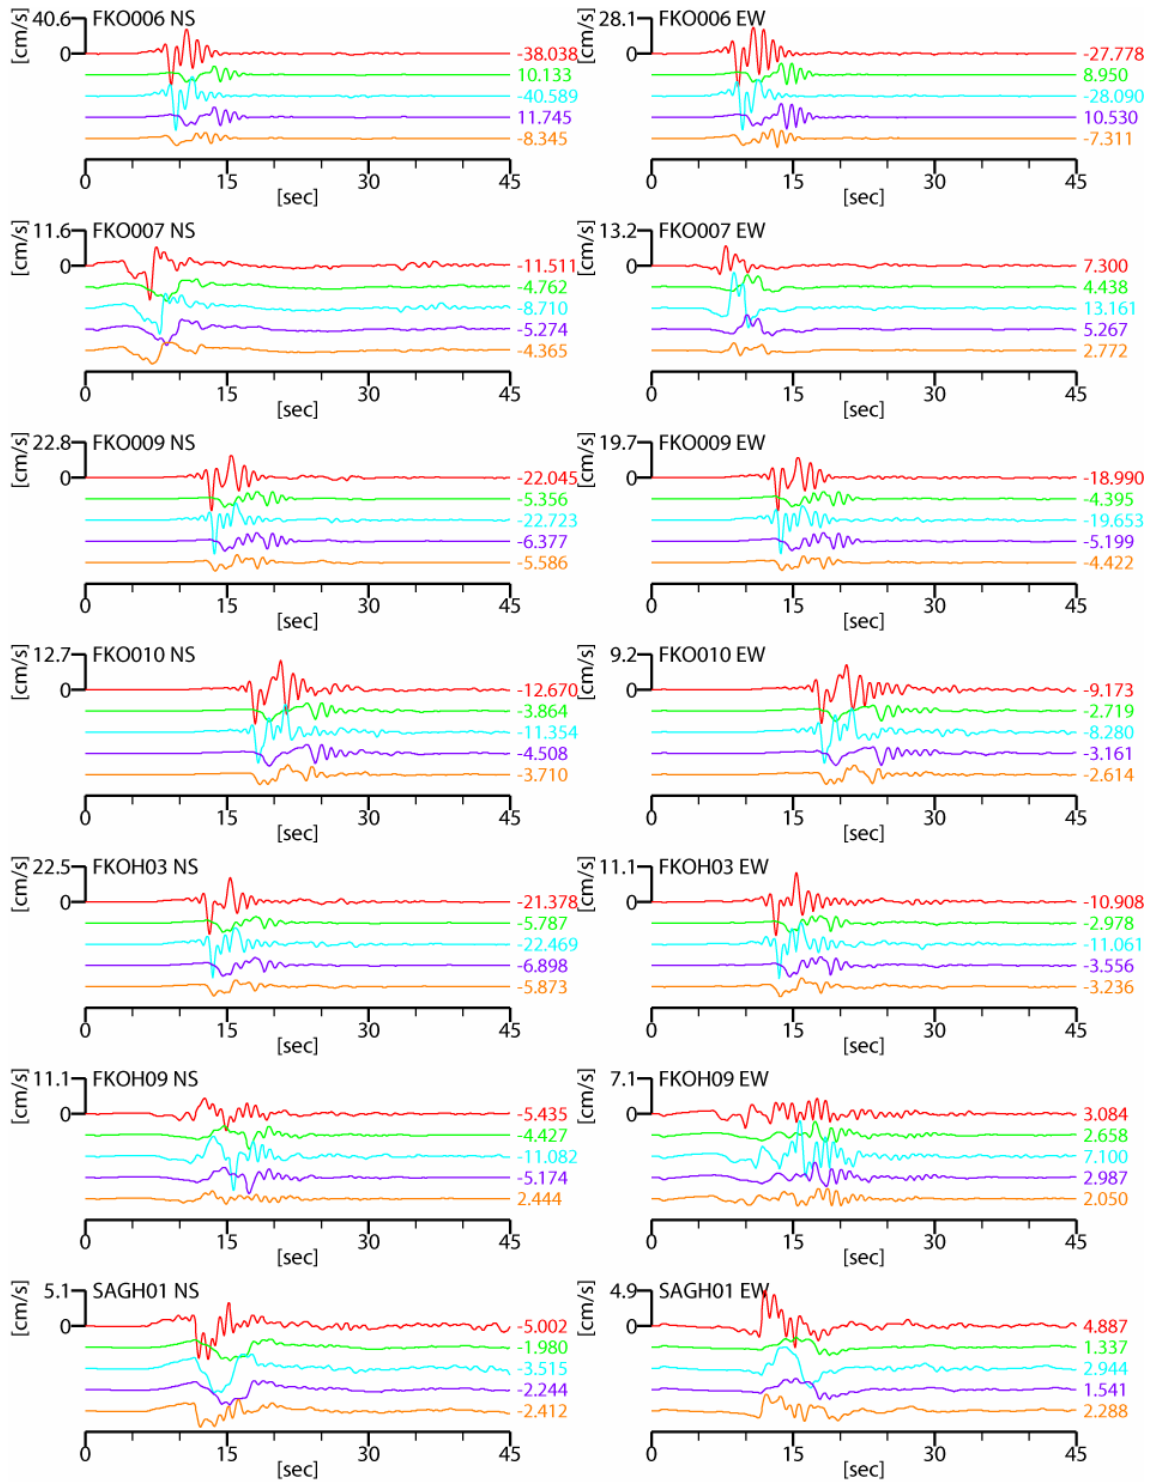 40.6 FKO006 NS
[cm/s]
0
-38.038
10.133
-40.589
11.745
-8.345
0 15 30 45
[sec]
28.1 FKO006 EW
[cm/s]
0
-27.778
8.950
-28.090
10.530
-7.311
0 15 30 45
[sec]
11.6 FKO007 NS
[cm/s]
0
-11.511
-4.762
-8.710
-5.274
-4.365
0 15 30 45
[sec]
13.2 FKO007 EW
[cm/s]
0
7.300
4.438
13.161
5.267
2.772
0 15 30 45
[sec]
22.8 FKO009 NS
[cm/s]
0
-22.045
-5.356
-22.723
-6.377
-5.586
0 15 30 45
[sec]
19.7 FKO009 EW
[cm/s]
0
-18.990
-4.395
-19.653
-5.199
-4.422
0 15 30 45
[sec]
12.7 FKO010 NS
[cm/s]
0
-12.670
-3.864
-11.354
-4.508
-3.710
0 15 30 45
[sec]
9.2 FKO010 EW
[cm/s]
0
-9.173
-2.719
-8.280
-3.161
-2.614
0 15 30 45
[sec]
22.5 FKOH03 NS
[cm/s]
0
-21.378
-5.787
-22.469
-6.898
-5.873
0 15 30 45
[sec]
11.1 FKOH03 EW
[cm/s]
0
-10.908
-2.978
-11.061
-3.556
-3.236
0 15 30 45
[sec]
11.1 FKOH09 NS
[cm/s]
0
-5.435
-4.427
-11.082
-5.174
2.444
0 15 30 45
[sec]
7.1 FKOH09 EW
[cm/s]
0
3.084
2.658
7.100
2.987
2.050
0 15 30 45
[sec]
5.1 SAGH01 NS
[cm/s]
0
-5.002
-1.980
-3.515
-2.244
-2.412
0 15 30 45
[sec]
4.9 SAGH01 EW
[cm/s]
0
4.887
1.337
2.944
1.541
2.288
0 15 30 45
[sec]